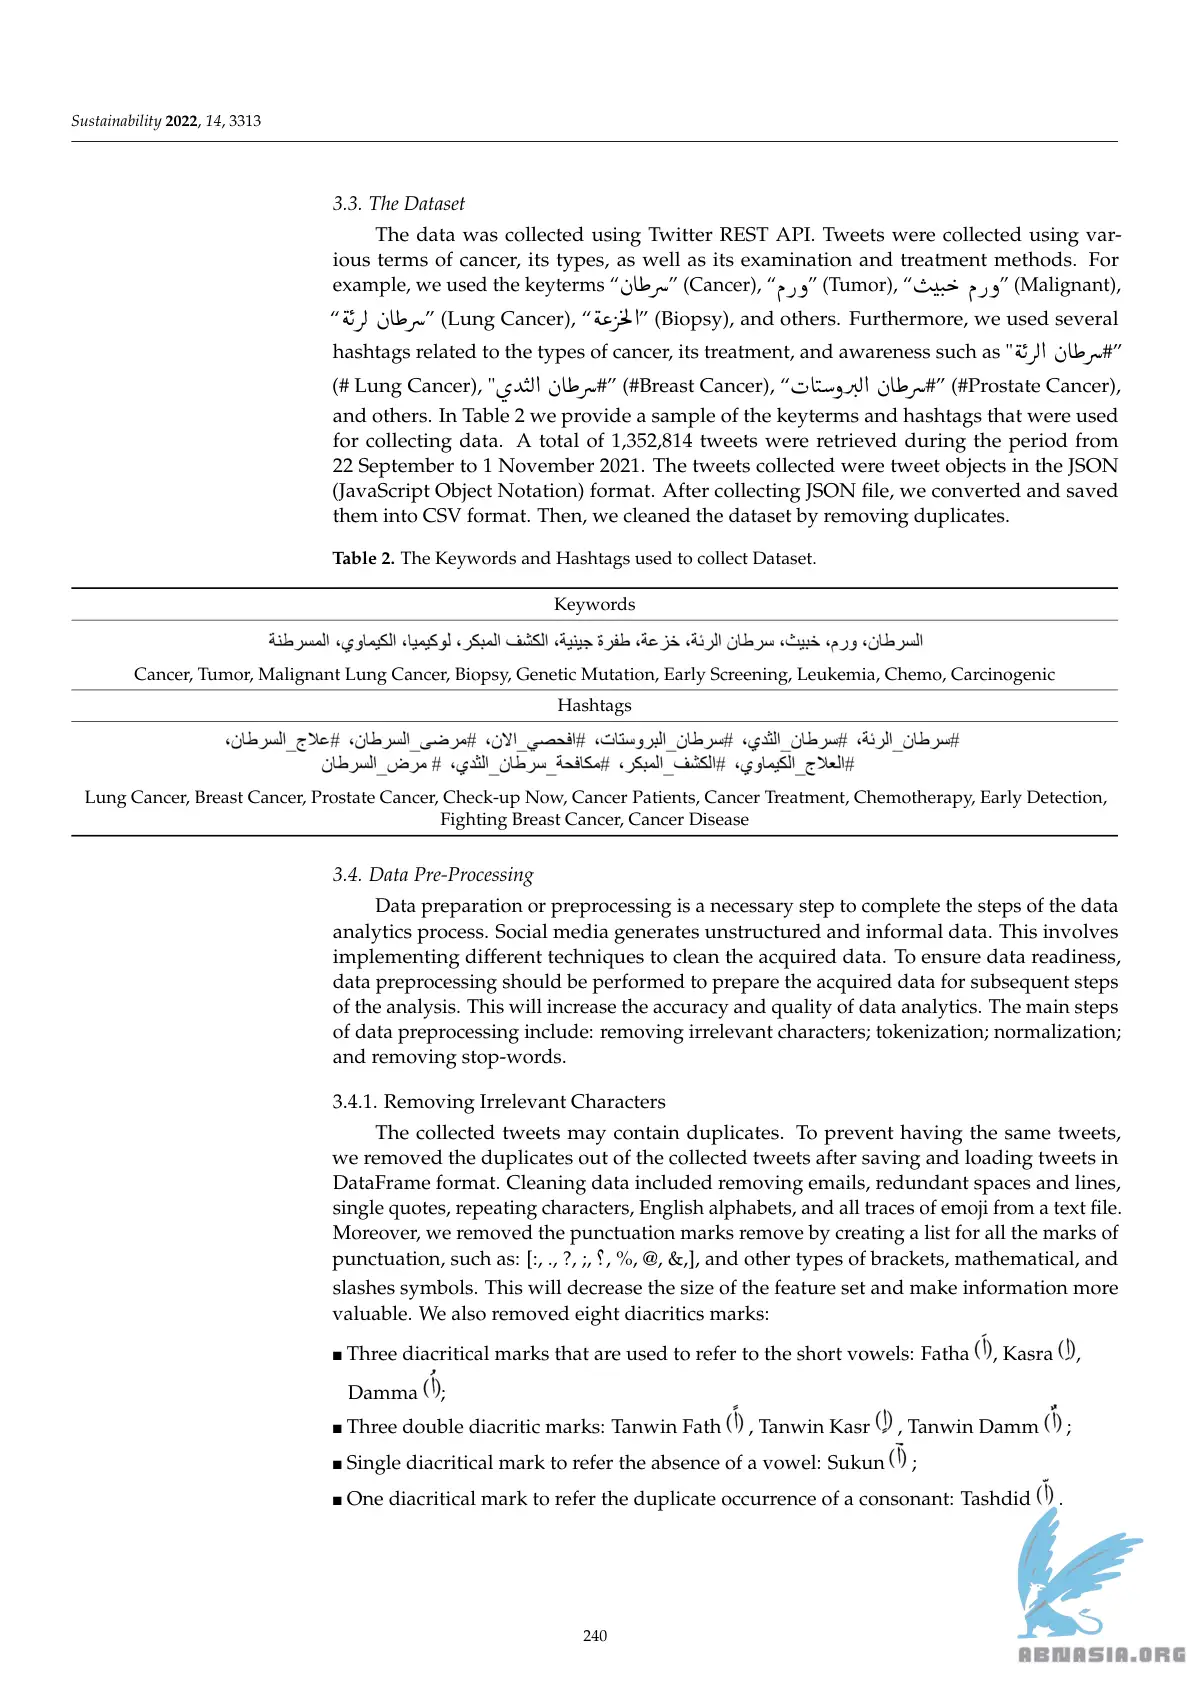 Sustainability 2022, 14, 3313
3.3. The Dataset
The data was collected using Twitter REST API. Tweets were collected using var-
ious terms of cancer, its types, as well as its examination and treatment methods. For
example, we used the keyterms “سرطان” (Cancer), “ورم” (Tumor), “ورم خبيث” (Malignant),
“سرطان لرئة” (Lung Cancer), “الخزعة” (Biopsy), and others. Furthermore, we used several
hashtags related to the types of cancer, its treatment, and awareness such as "#سرطان الرئة”
(# Lung Cancer), "#سرطان الثدي” (#Breast Cancer), “#سرطان البروستات” (#Prostate Cancer),
and others. In Table 2 we provide a sample of the keyterms and hashtags that were used
for collecting data. A total of 1,352,814 tweets were retrieved during the period from
22 September to 1 November 2021. The tweets collected were tweet objects in the JSON
(JavaScript Object Notation) format. After collecting JSON file, we converted and saved
them into CSV format. Then, we cleaned the dataset by removing duplicates.
Table 2. The Keywords and Hashtags used to collect Dataset.
Keywords
السرطان، ورم، خبيث، سرطان الرئة، خزعة، طفرة جينية، الكشف المبكر، لوكيميا، الكيماوي، المسرطنة
Cancer, Tumor, Malignant Lung Cancer, Biopsy, Genetic Mutation, Early Screening, Leukemia, Chemo, Carcinogenic
Hashtags
#سرطان_الرئة، #سرطان_الثدي، #سرطان_البروستات، #افحصي_الان، #مرضى_السرطان، #علاج_السرطان،
#العلاج_الكيماوي، #الكشف_المبكر، #مكافحة_سرطان_الثدي، # مرض_السرطان
Lung Cancer, Breast Cancer, Prostate Cancer, Check-up Now, Cancer Patients, Cancer Treatment, Chemotherapy, Early Detection,
Fighting Breast Cancer, Cancer Disease
3.4. Data Pre-Processing
Data preparation or preprocessing is a necessary step to complete the steps of the data
analytics process. Social media generates unstructured and informal data. This involves
implementing different techniques to clean the acquired data. To ensure data readiness,
data preprocessing should be performed to prepare the acquired data for subsequent steps
of the analysis. This will increase the accuracy and quality of data analytics. The main steps
of data preprocessing include: removing irrelevant characters; tokenization; normalization;
and removing stop-words.
3.4.1. Removing Irrelevant Characters
The collected tweets may contain duplicates. To prevent having the same tweets,
we removed the duplicates out of the collected tweets after saving and loading tweets in
DataFrame format. Cleaning data included removing emails, redundant spaces and lines,
single quotes, repeating characters, English alphabets, and all traces of emoji from a text file.
Moreover, we removed the punctuation marks remove by creating a list for all the marks of
punctuation, such as: [:, ., ?, ;, ؟, %, @, &,], and other types of brackets, mathematical, and
slashes symbols. This will decrease the size of the feature set and make information more
valuable. We also removed eight diacritics marks:
■ Three diacritical marks that are used to refer to the short vowels: Fatha (اَ), Kasra (اِ),
Damma (اُ);
■ Three double diacritic marks: Tanwin Fath (اً) , Tanwin Kasr (اٍ) , Tanwin Damm (اٌ) ;
■ Single diacritical mark to refer the absence of a vowel: Sukun (اْ) ;
■ One diacritical mark to refer the duplicate occurrence of a consonant: Tashdid (اّ) .
240
ABNASIA.ORG